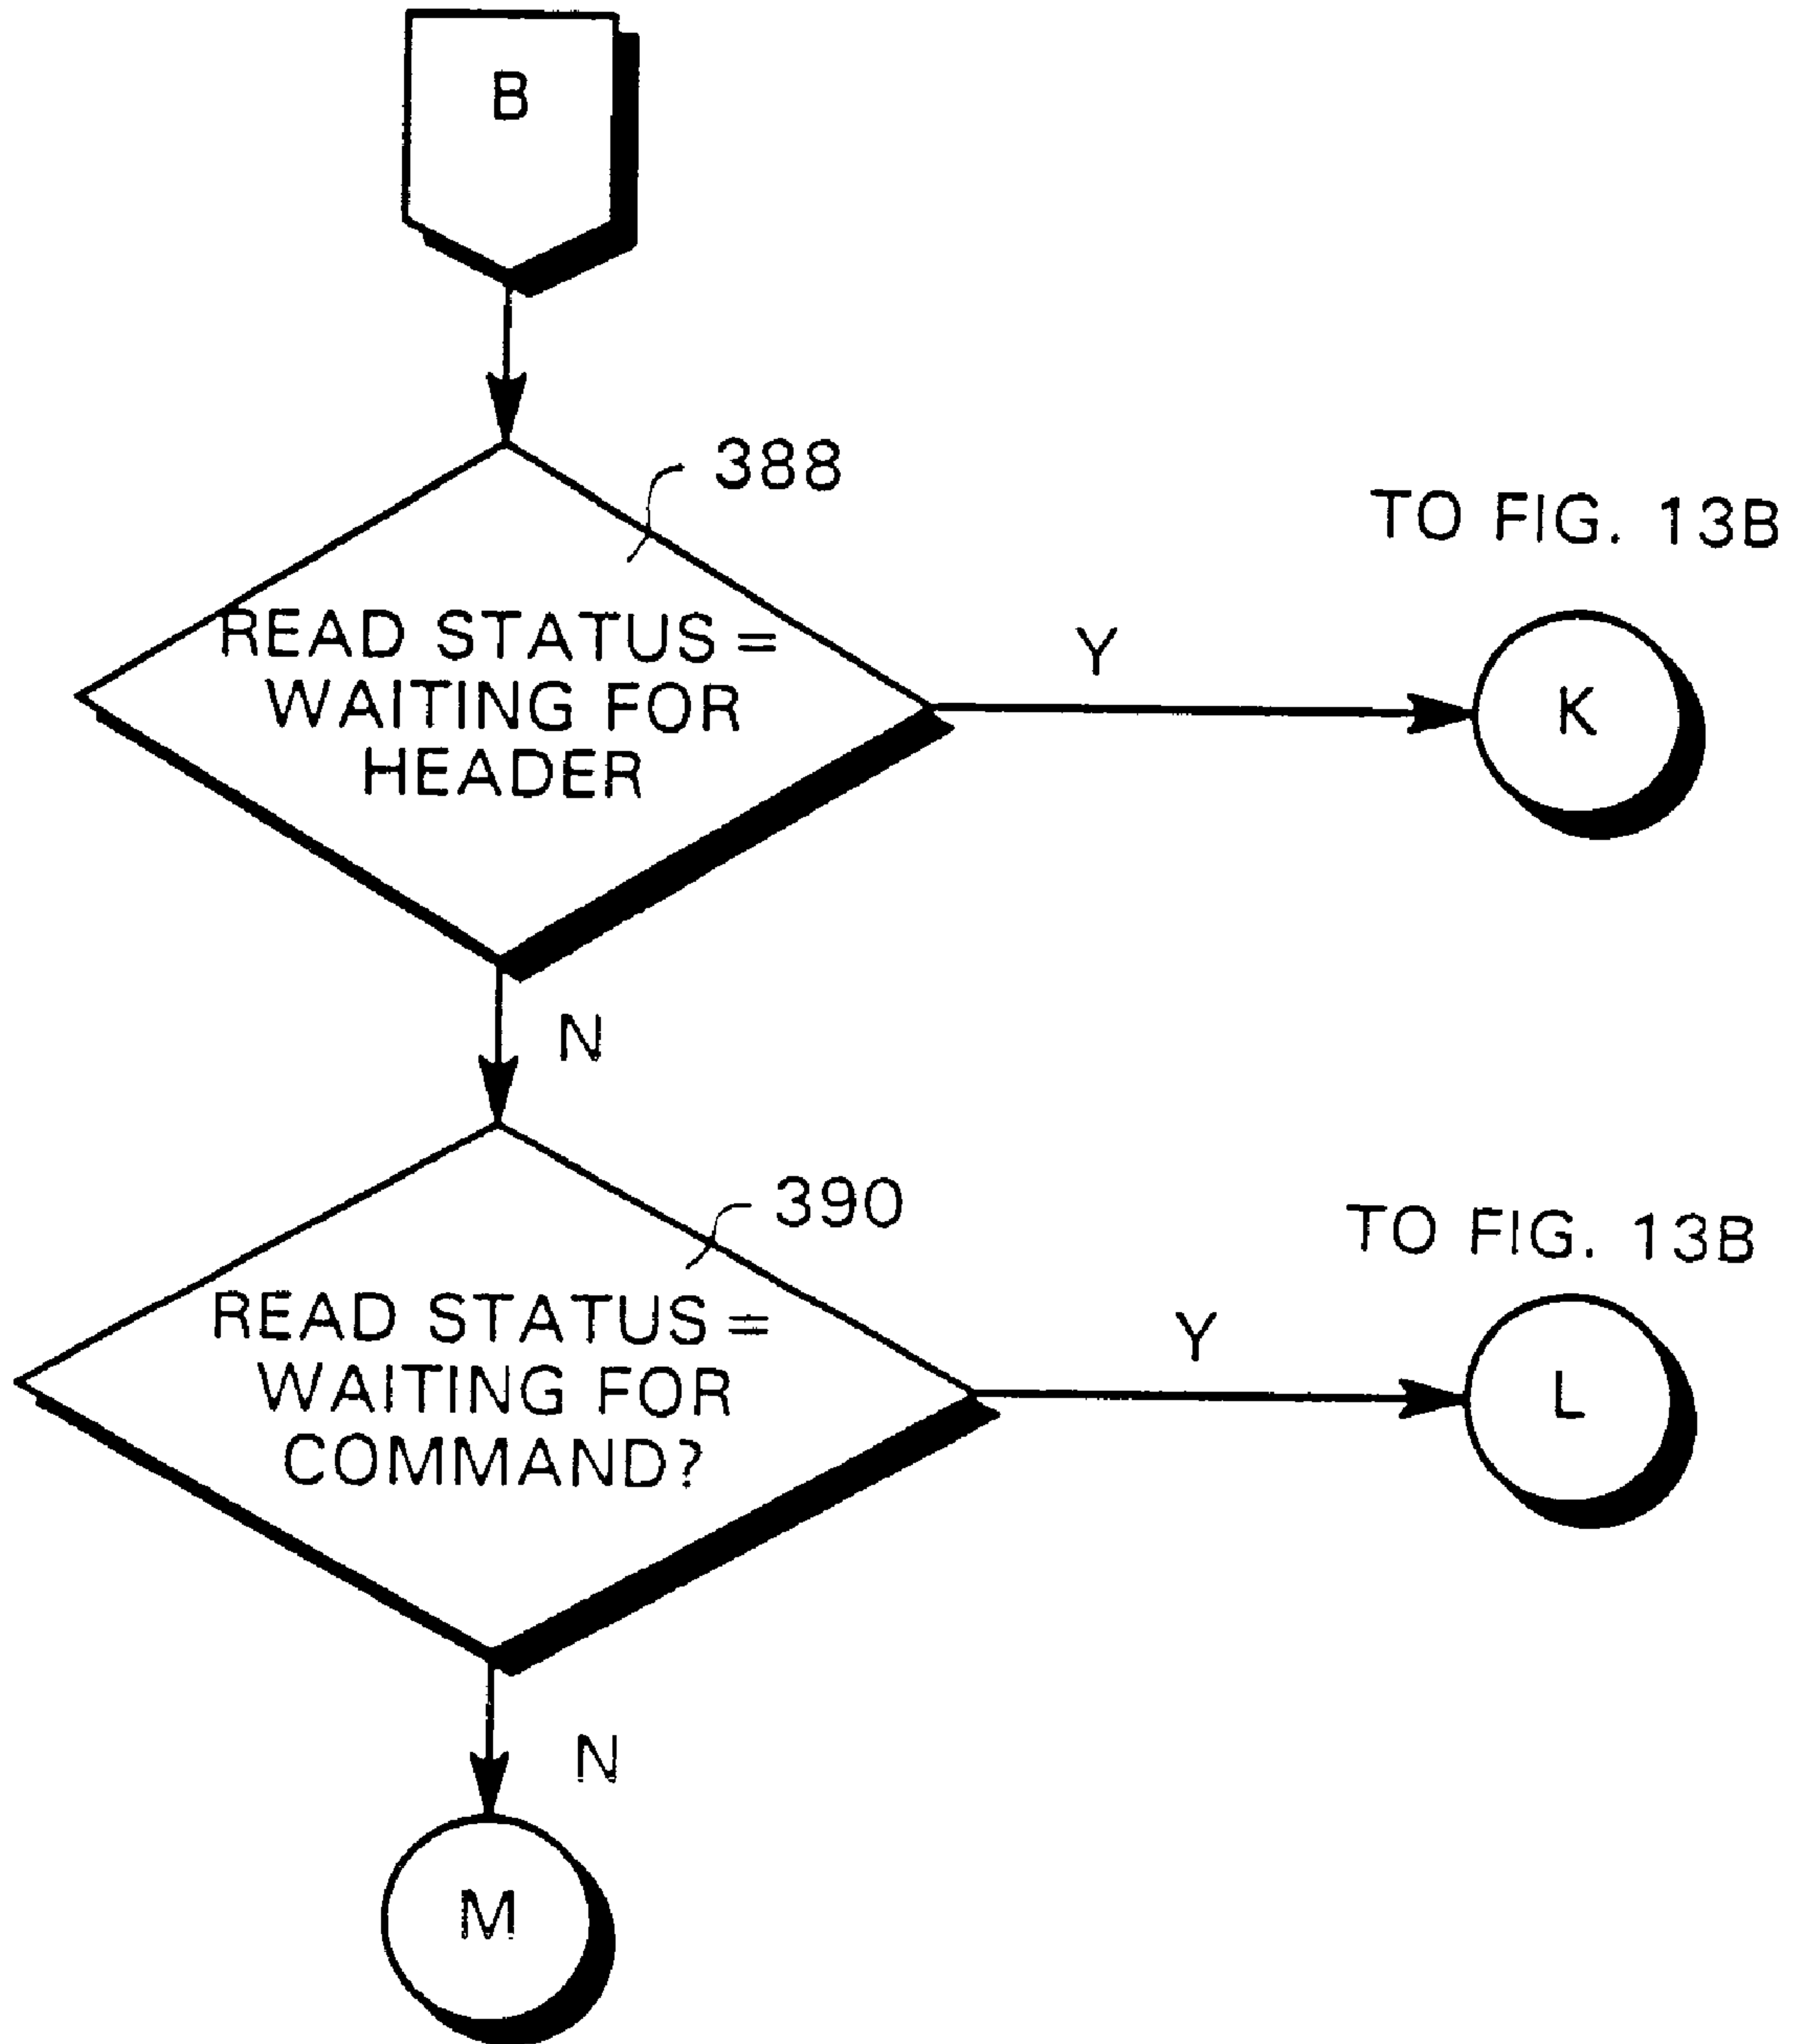 B
388
TO FIG. 13B
READ STATUS =
WAITING FOR
HEADER
Y
K
N
390
TO FIG. 13B
READ STATUS =
WAITING FOR
COMMAND?
Y
L
N
M